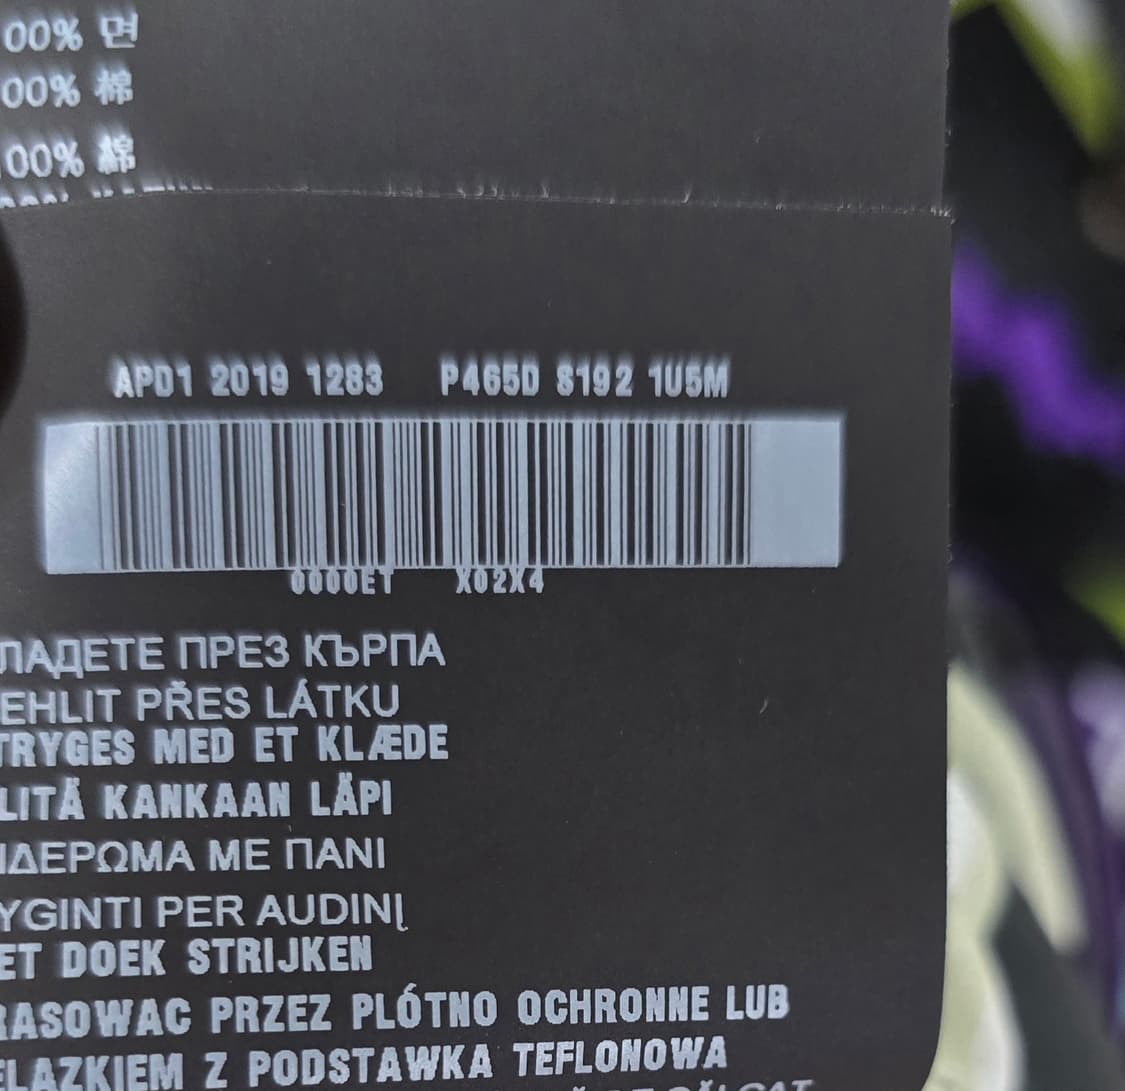 00% 면
00% 棉
00% 綿
APD1 2019 1283 P465D S192 1U5M
0000ET X02X4
ЛАДЕТЕ ПРЕЗ КЪРПА
EHLIT PŘES LÁTKU
TRYGES MED ET KLÆDE
LITÄ KANKAAN LÄPI
ΙΔΕΡΩΜΑ ΜΕ ΠΑΝΙ
YGINTI PER AUDINĮ
ET DOEK STRIJKEN
RASOWAC PRZEZ PLÓTNO OCHRONNE LUB
ELAZKIEM Z PODSTAWKA TEFLONOWA